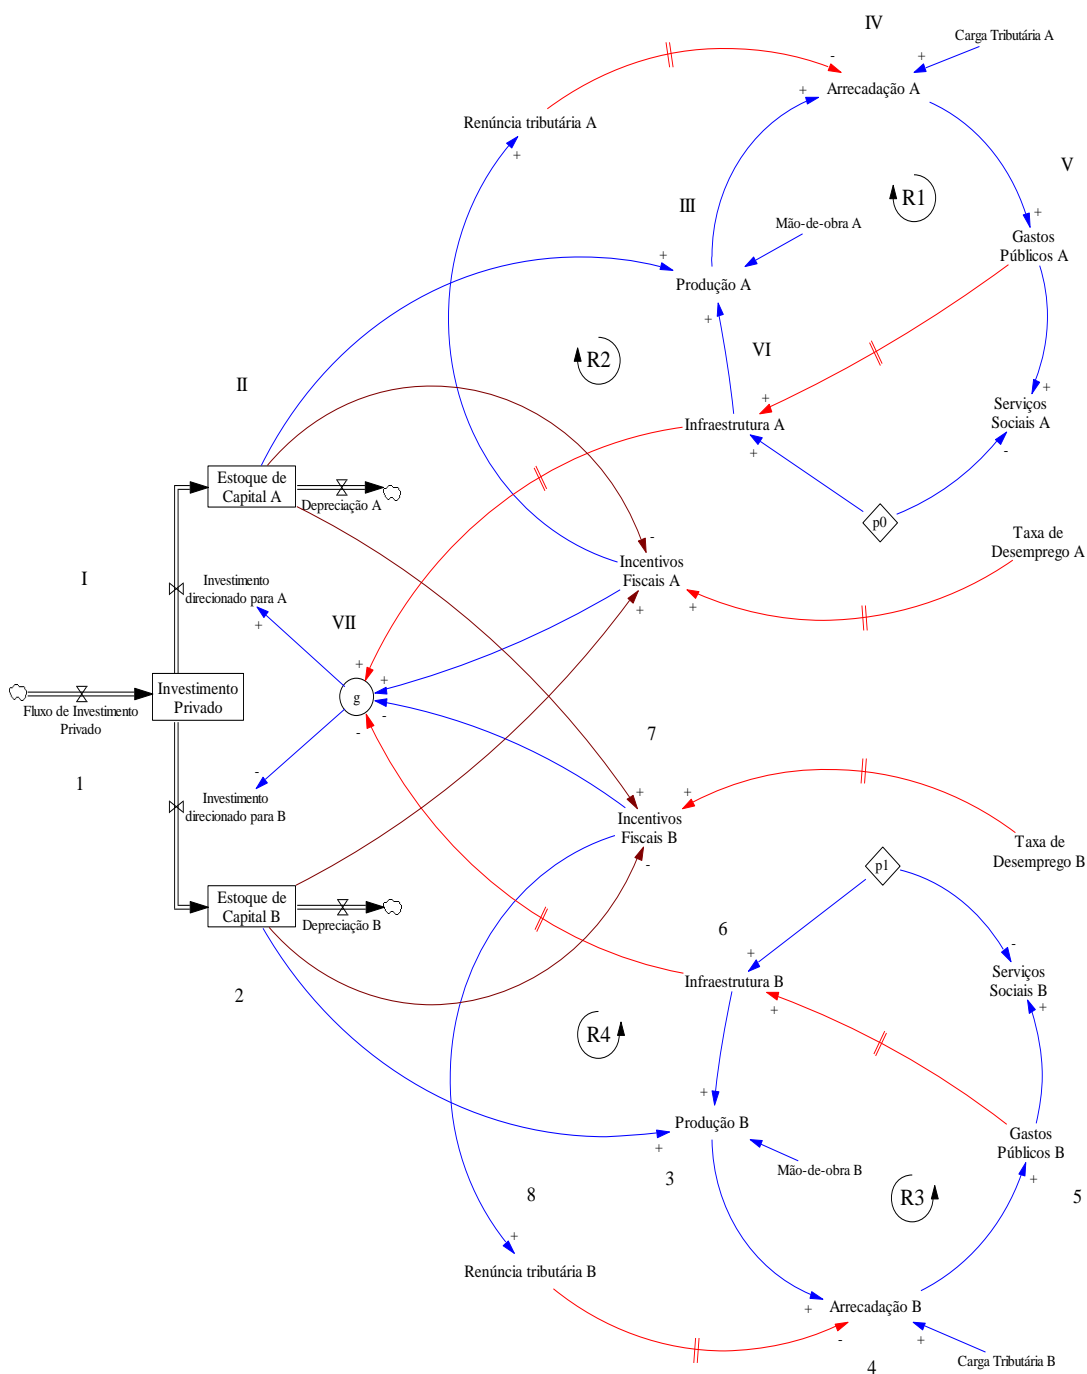 IV
Carga Tributária A
-
+
Arrecadação A
+
Renúncia tributária A
+
V
R1
III
+
Mão-de-obra A
Gastos
Públicos A
+
Produção A
+
R2
VI
II
+
+
Serviços
Sociais A
-
Infraestrutura A
+
Estoque de
Capital A
Depreciação A
p0
-
Taxa de
Desemprego A
Incentivos
Fiscais A
+
+
I
Investimento
direcionado para A
+
VII
+
+
Investimento
Privado
g
Fluxo de Investimento
Privado
-
-
7
1
-
Investimento
direcionado para B
+
+
Incentivos
Fiscais B
-
Taxa de
Desemprego B
p1
Estoque de
Capital B
Depreciação B
6
-
+
2
Infraestrutura B
+
Serviços
Sociais B
+
R4
+
Produção B
+
Gastos
Públicos B
+
Mão-de-obra B
3
8
R3
5
+
Renúncia tributária B
+
Arrecadação B
-
+
Carga Tributária B
4